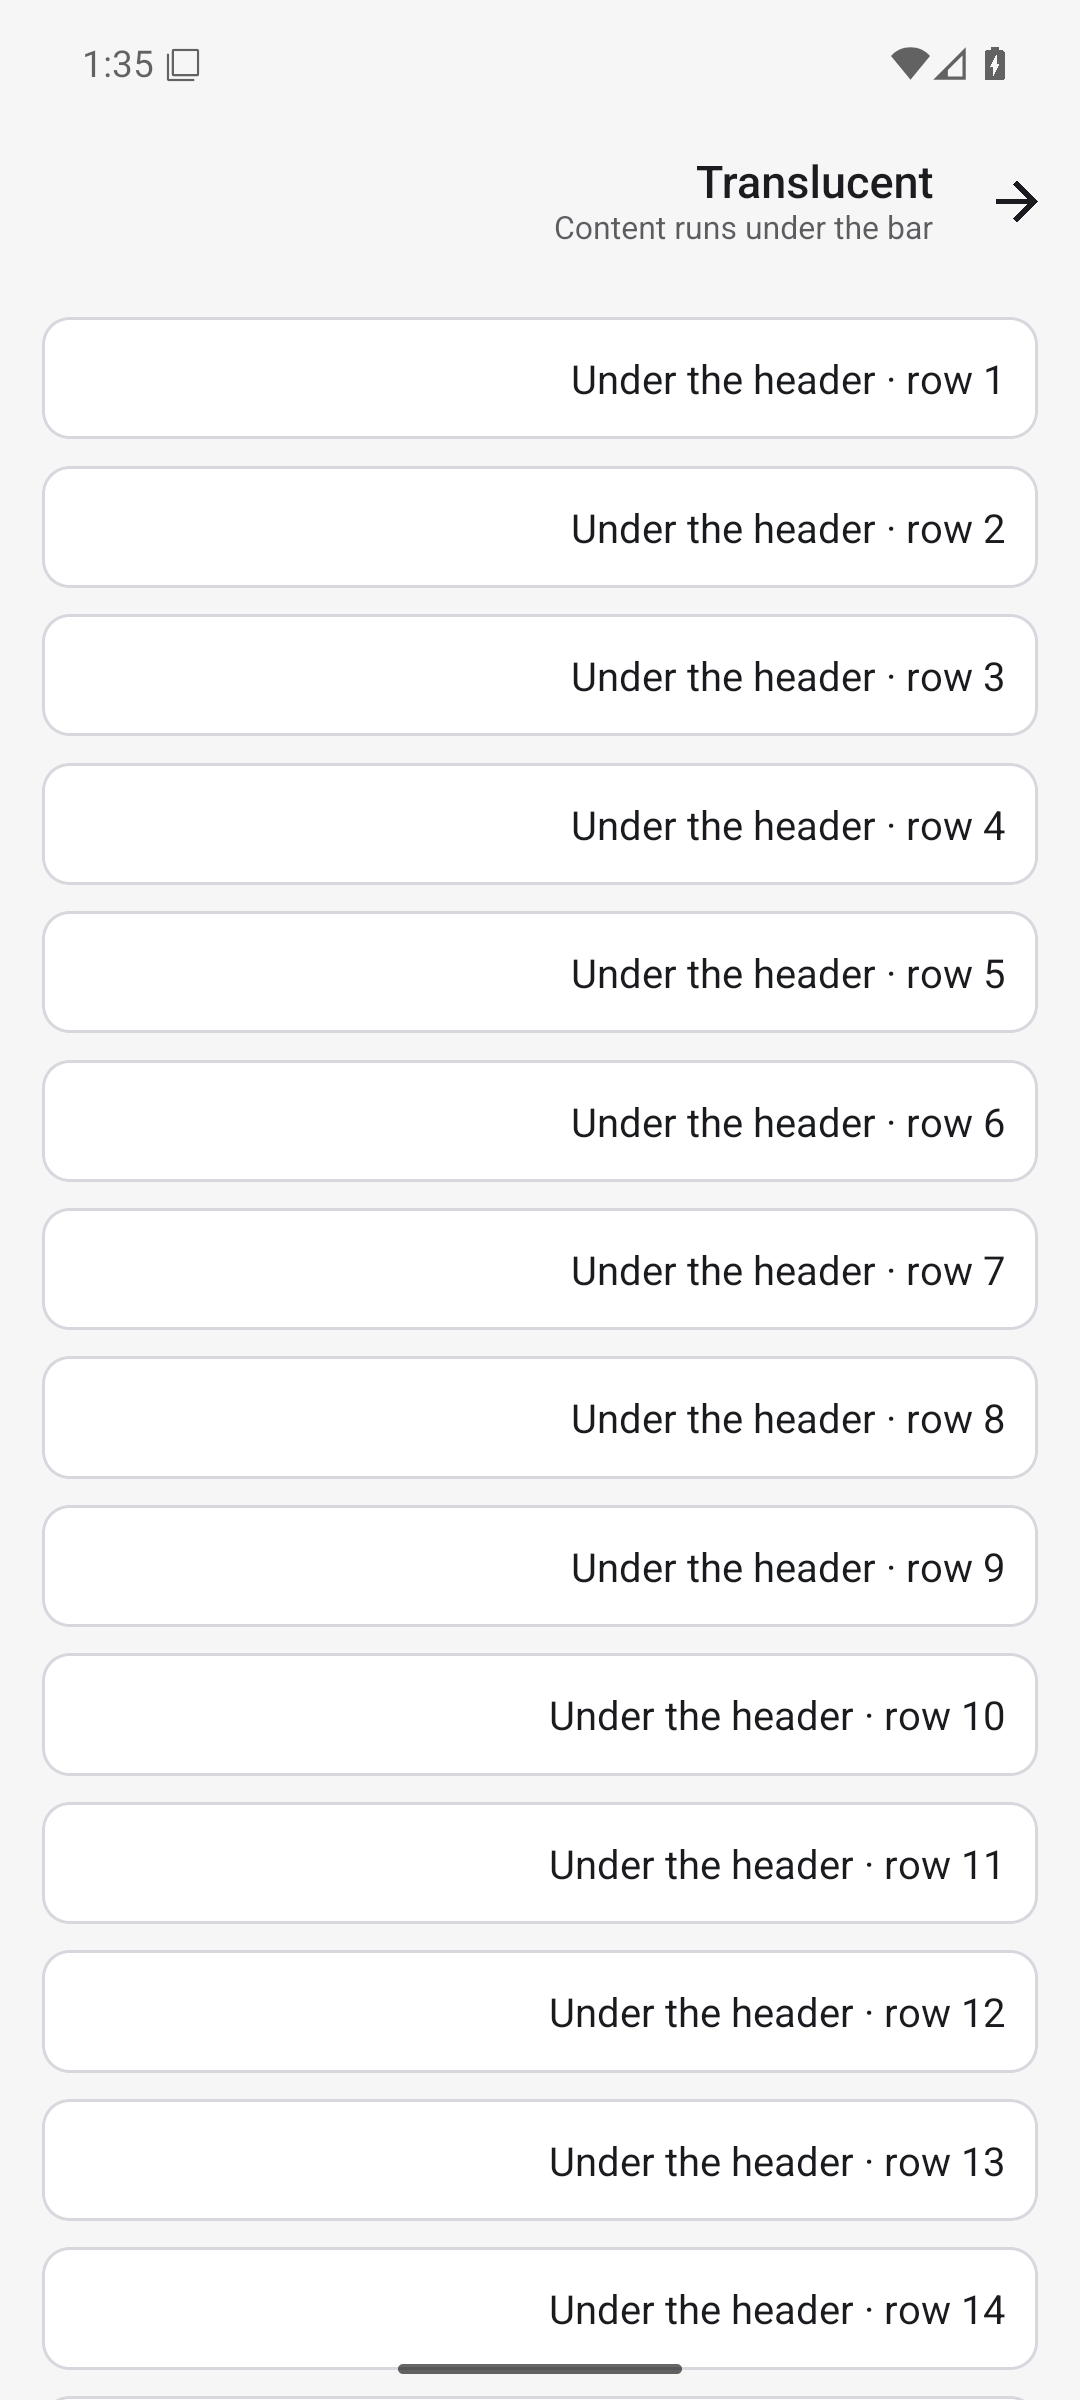 1:35
Translucent
Content runs under the bar
Under the header · row 1
Under the header · row 2
Under the header · row 3
Under the header · row 4
Under the header · row 5
Under the header · row 6
Under the header · row 7
Under the header · row 8
Under the header · row 9
Under the header · row 10
Under the header · row 11
Under the header · row 12
Under the header · row 13
Under the header · row 14